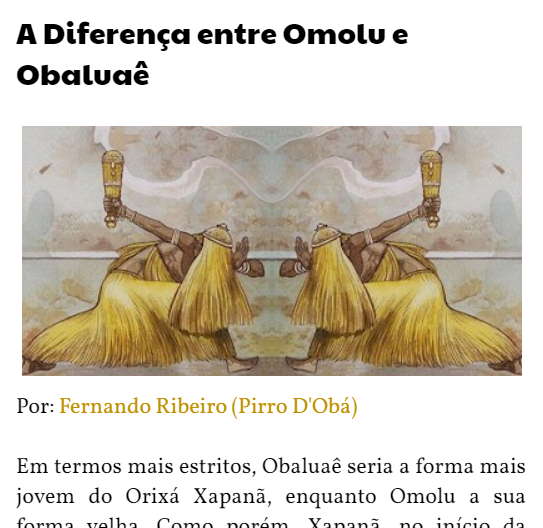 A Diferença entre Omolu e
Obaluaê
Por: Fernando Ribeiro (Pirro D'Obá)
Em termos mais estritos, Obaluaê seria a forma mais
jovem do Orixá Xapanã, enquanto Omolu a sua
forma velha. Como porém, Xapanã, no início da